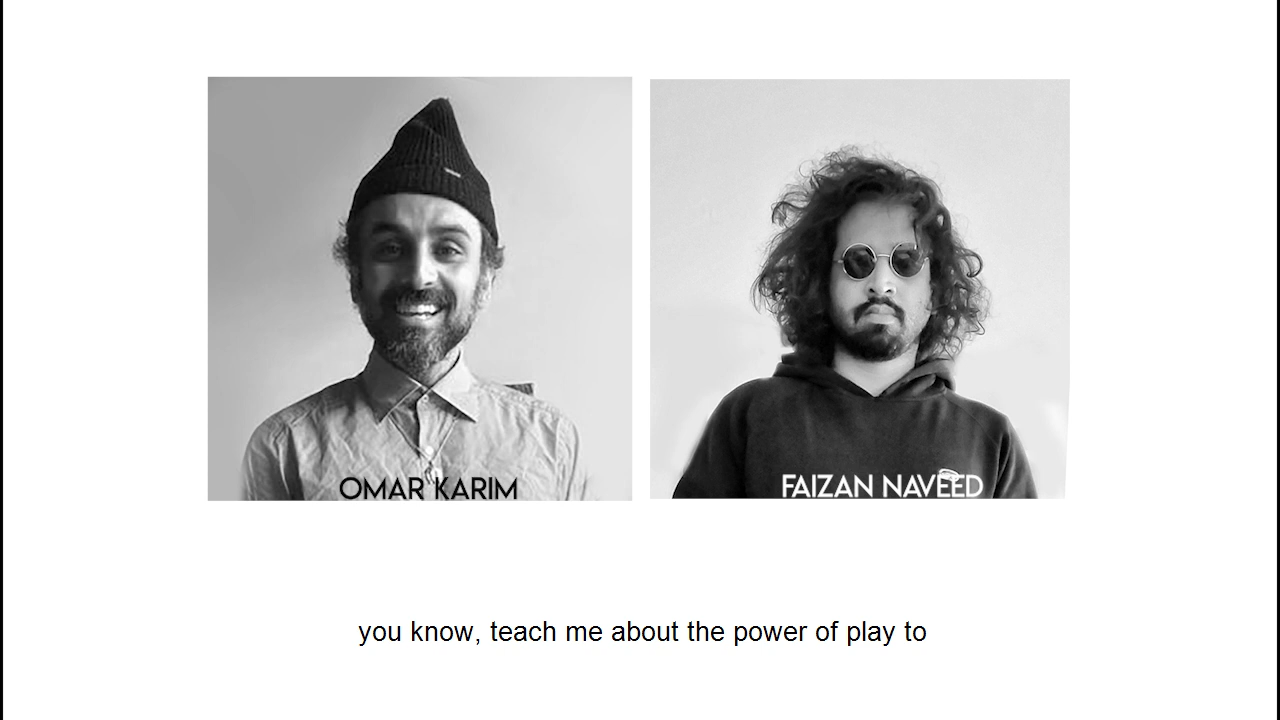 OMAR KARIM
FAIZAN NAVEED
you know, teach me about the power of play to